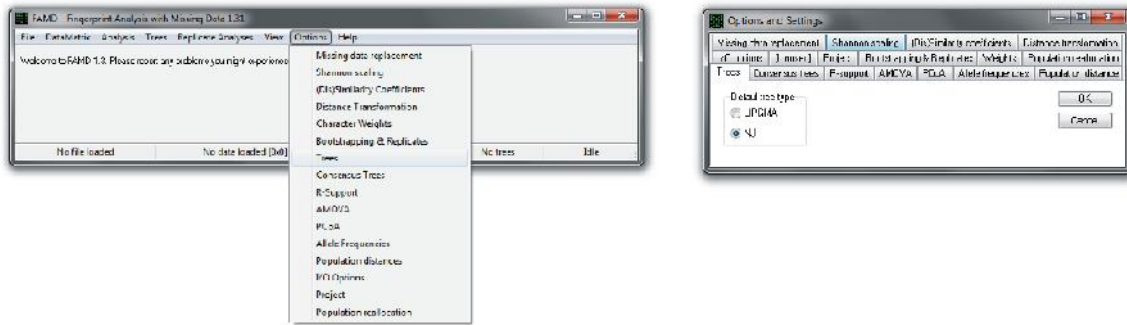 FAMD - Fingerprint Analysis with Missing Data 1.31
File DataMatrix Analysis Trees Replicate Analyses View Options Help
Welcome to FAMD 1.3. Please report any problems you might experience
Missing data replacement
Shannon scaling
(Dis)Similarity Coefficients
Distance Transformation
Character Weights
Bootstrapping & Replicates
Trees
Consensus Trees
R-Support
AMOVA
PCoA
Allele Frequencies
Population distances
I/O Options
Project
Population reallocation
No file loaded No data loaded [0x0] No trees Idle
Options and Settings
Missing data replacement Shannon scaling (Dis)Similarity coefficients Distance transformation
Project Bootstrapping & Replicates Weights Population reallocation
Trees Consensus trees R-support AMOVA PCoA Allele frequencies Population distance
Default tree type
UPGMA
NJ
OK
Cancel